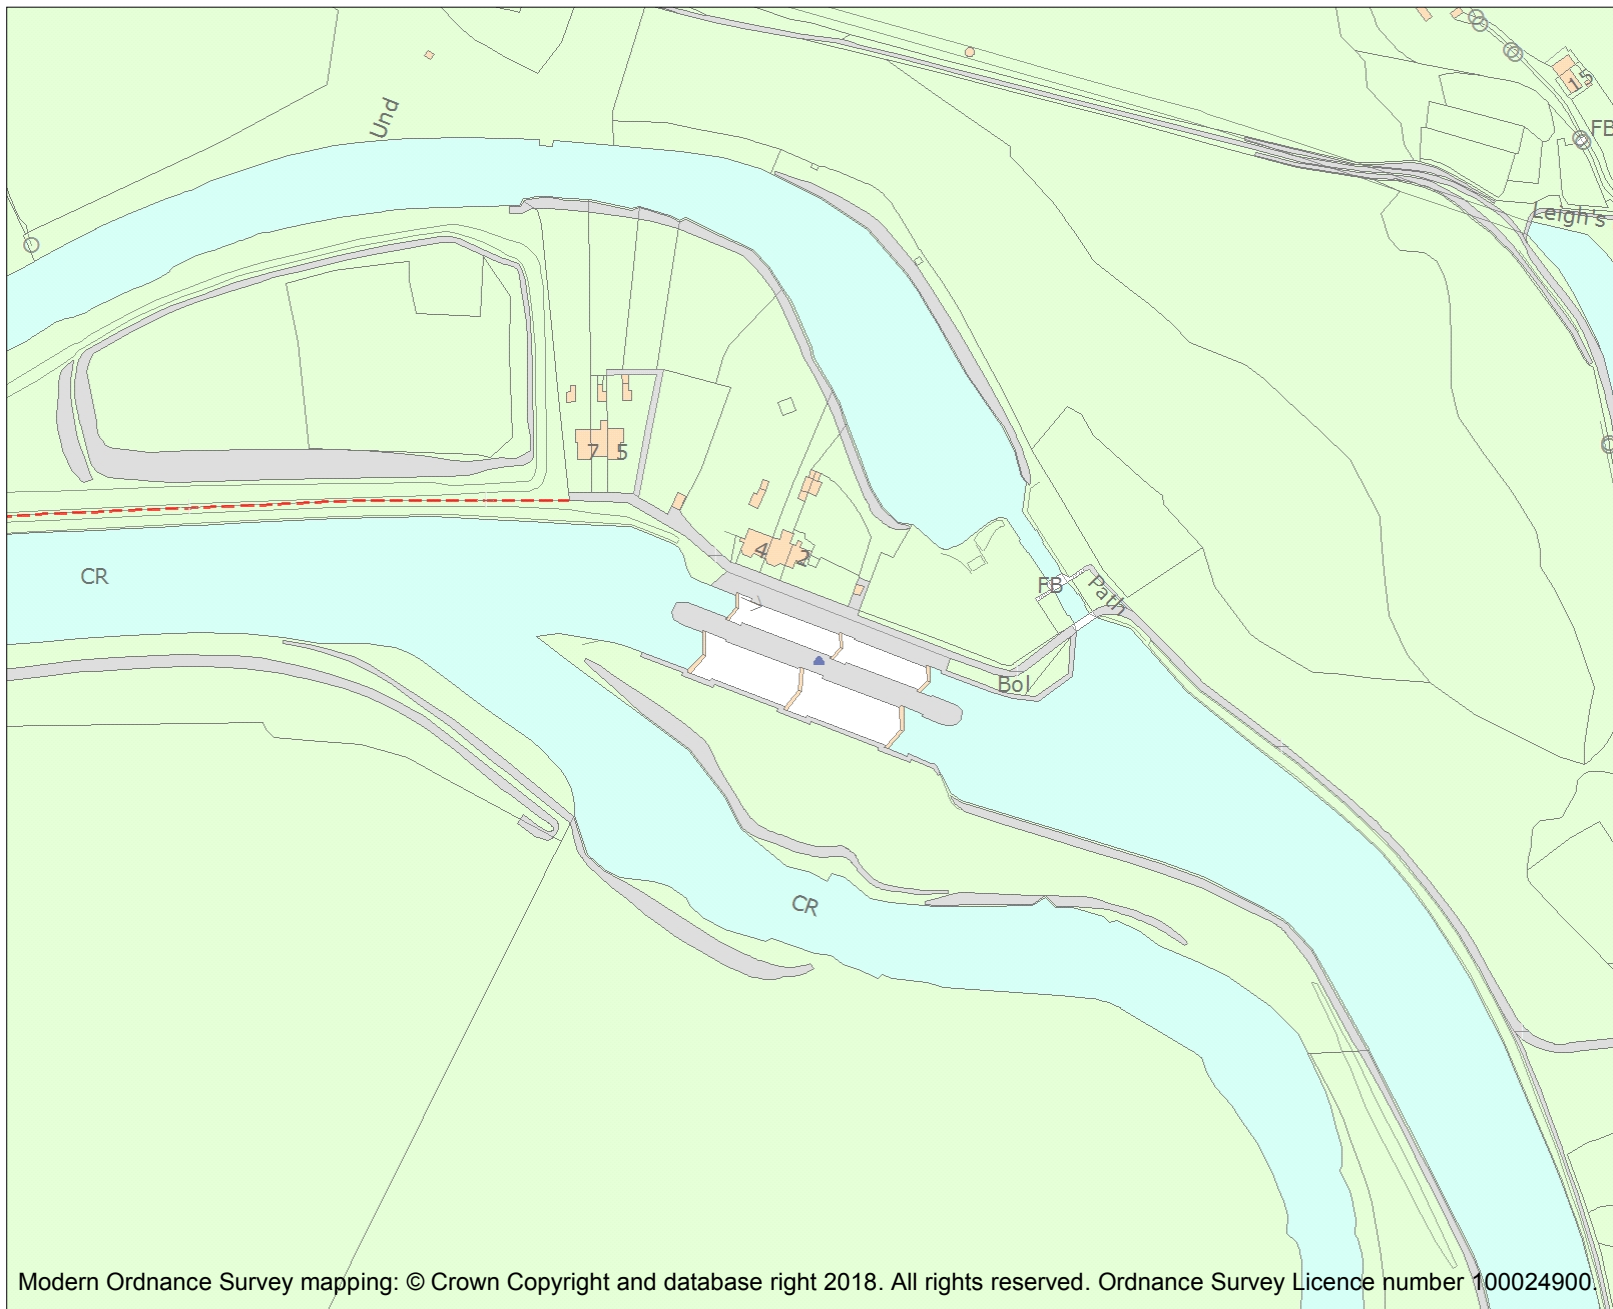 Und
15
FB
Leigh's
7 5
CR
4 2
FB
Path
Bol
CR
Modern Ordnance Survey mapping: © Crown Copyright and database right 2018. All rights reserved. Ordnance Survey Licence number 100024900.